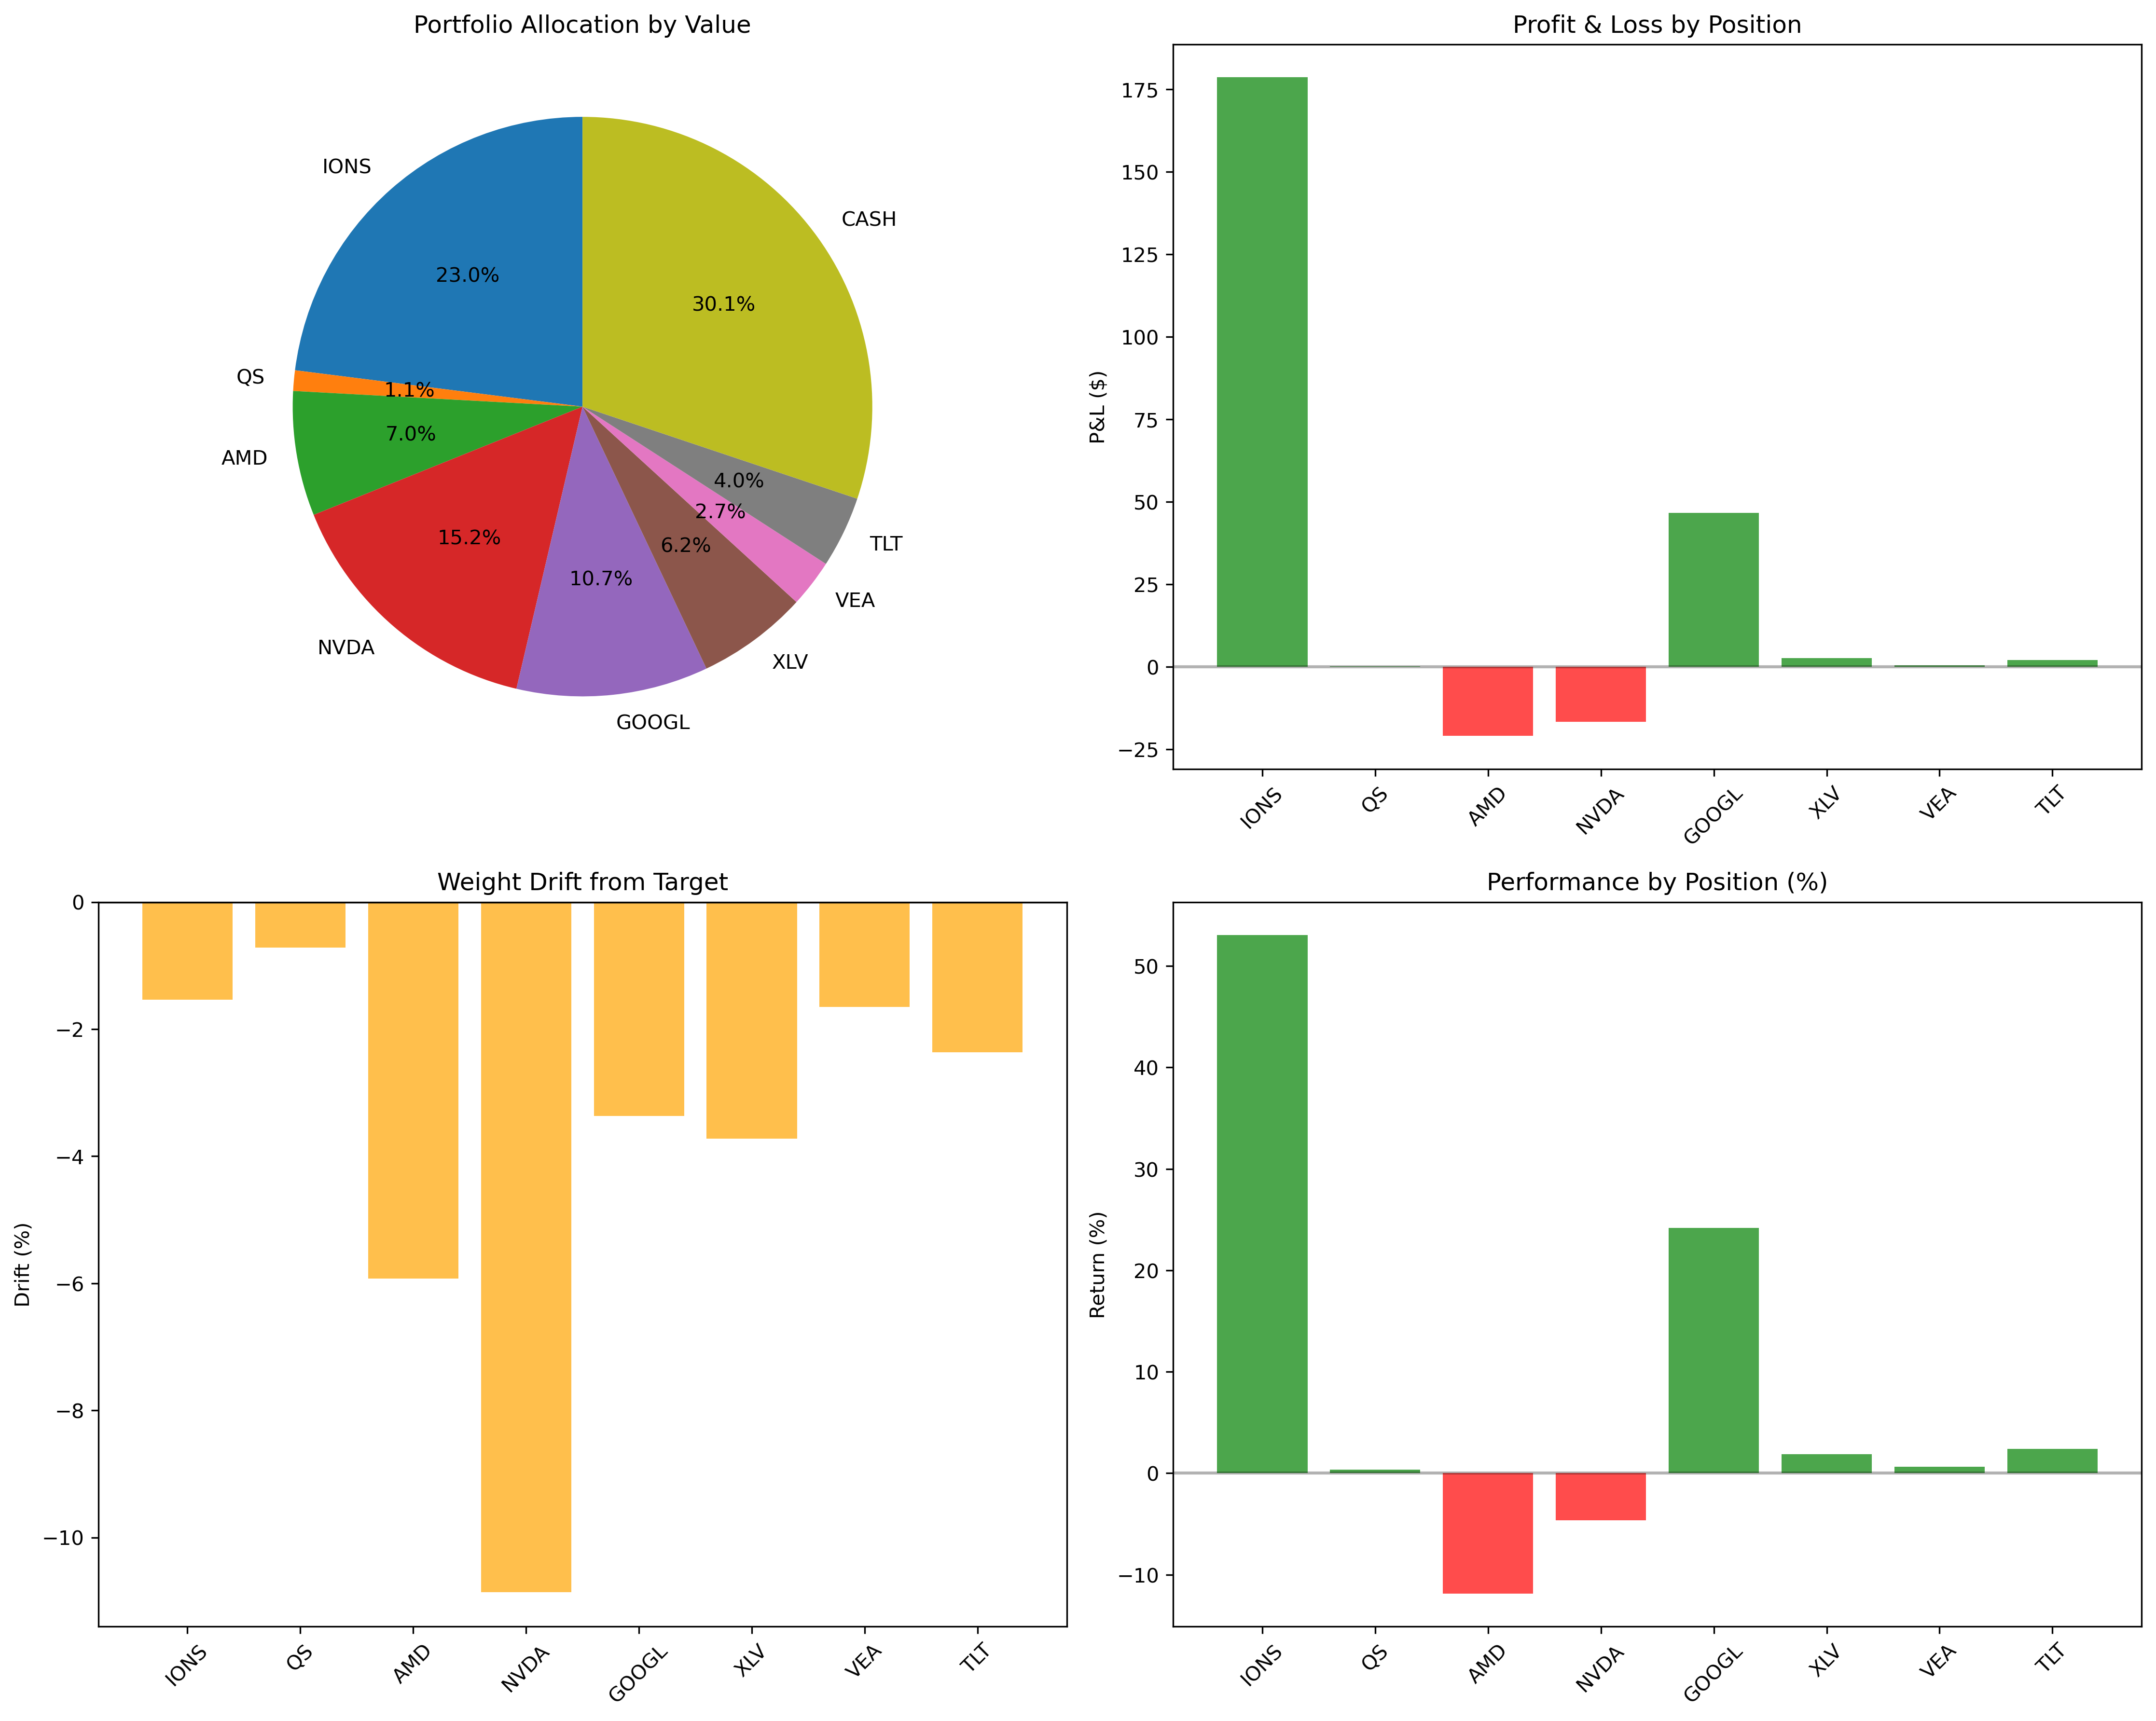 Portfolio Allocation by Value
IONS
23.0%
QS
1.1%
AMD
7.0%
NVDA
15.2%
GOOGL
10.7%
XLV
6.2%
VEA
2.7%
TLT
4.0%
CASH
30.1%
Profit & Loss by Position
P&L ($)
175
150
125
100
75
50
25
0
−25
IONS
QS
AMD
NVDA
GOOGL
XLV
VEA
TLT
Weight Drift from Target
Drift (%)
0
−2
−4
−6
−8
−10
IONS
QS
AMD
NVDA
GOOGL
XLV
VEA
TLT
Performance by Position (%)
Return (%)
50
40
30
20
10
0
−10
IONS
QS
AMD
NVDA
GOOGL
XLV
VEA
TLT